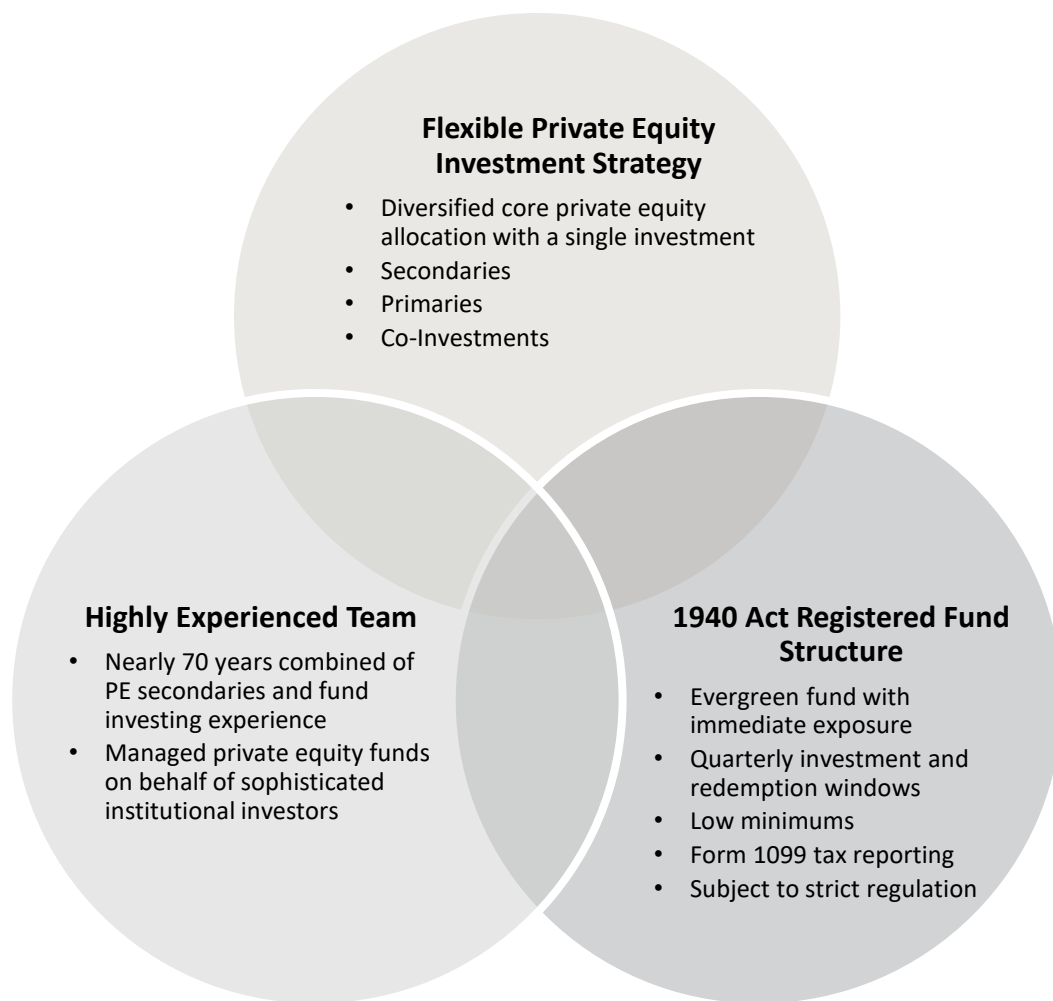 Flexible Private Equity
Investment Strategy
• Diversified core private equity
allocation with a single investment
• Secondaries
• Primaries
• Co-Investments
Highly Experienced Team
• Nearly 70 years combined of
PE secondaries and fund
investing experience
• Managed private equity funds
on behalf of sophisticated
institutional investors
1940 Act Registered Fund
Structure
• Evergreen fund with
immediate exposure
• Quarterly investment and
redemption windows
• Low minimums
• Form 1099 tax reporting
• Subject to strict regulation